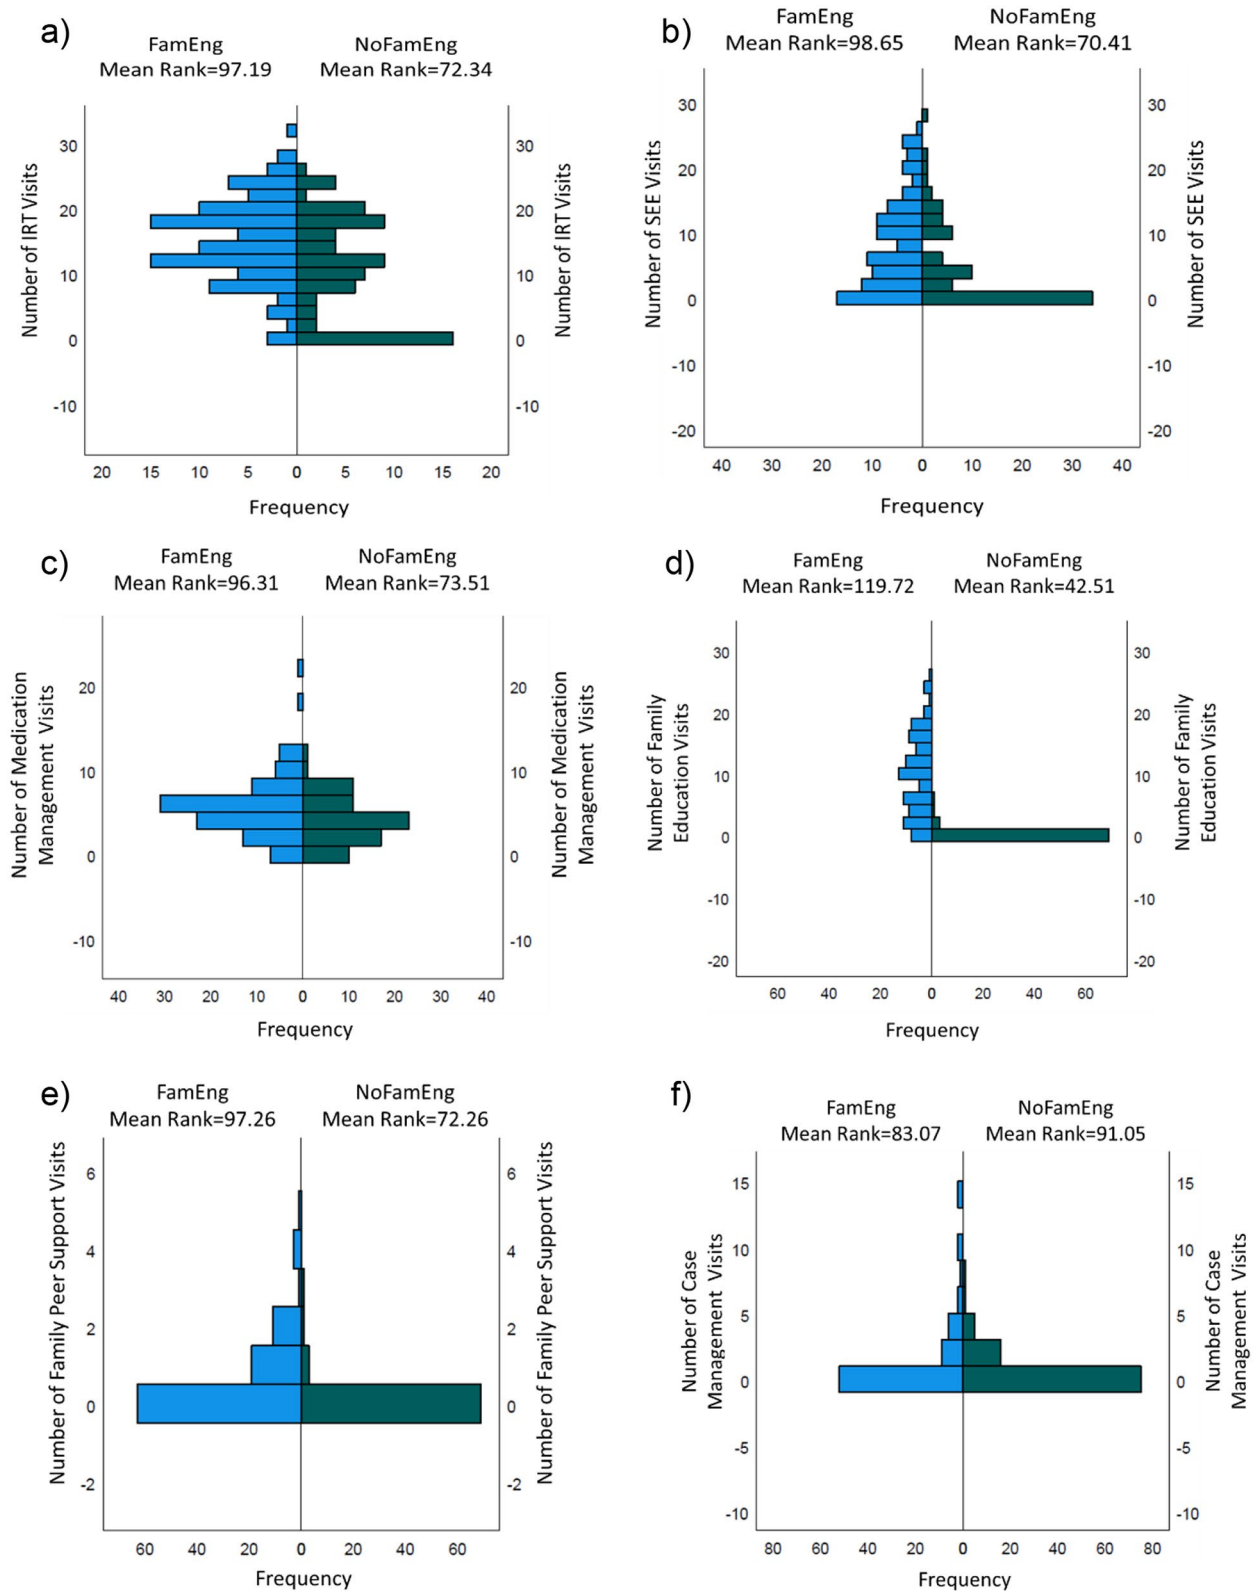 a)
FamEng
Mean Rank=97.19
NoFamEng
Mean Rank=72.34
Number of IRT Visits
30
20
10
0
-10
30
20
10
0
-10
Number of IRT Visits
20 15 10 5 0 5 10 15 20
Frequency
b)
FamEng
Mean Rank=98.65
NoFamEng
Mean Rank=70.41
Number of SEE Visits
30
20
10
0
-10
-20
30
20
10
0
-10
-20
Number of SEE Visits
40 30 20 10 0 10 20 30 40
Frequency
c)
FamEng
Mean Rank=96.31
NoFamEng
Mean Rank=73.51
Number of Medication
Management Visits
20
10
0
-10
20
10
0
-10
Number of Medication
Management Visits
40 30 20 10 0 10 20 30 40
Frequency
d)
FamEng
Mean Rank=119.72
NoFamEng
Mean Rank=42.51
Number of Family
Education Visits
30
20
10
0
-10
-20
30
20
10
0
-10
-20
Number of Family
Education Visits
60 40 20 0 20 40 60
Frequency
e)
FamEng
Mean Rank=97.26
NoFamEng
Mean Rank=72.26
Number of Family Peer Support Visits
6
4
2
0
-2
6
4
2
0
-2
Number of Family Peer Support Visits
60 40 20 0 20 40 60
Frequency
f)
FamEng
Mean Rank=83.07
NoFamEng
Mean Rank=91.05
Number of Case
Management Visits
15
10
5
0
-5
-10
15
10
5
0
-5
-10
Number of Case
Management Visits
80 60 40 20 0 20 40 60 80
Frequency